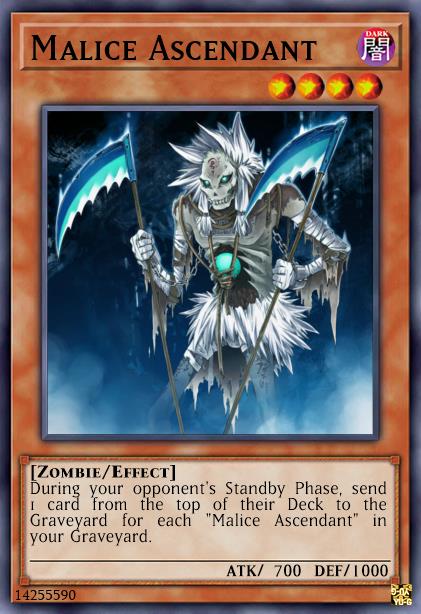 Malice Ascendant
DARK
闇
[Zombie/Effect]
During your opponent's Standby Phase, send
1 card from the top of their Deck to the
Graveyard for each "Malice Ascendant" in
your Graveyard.
ATK/ 700 DEF/1000
14255590